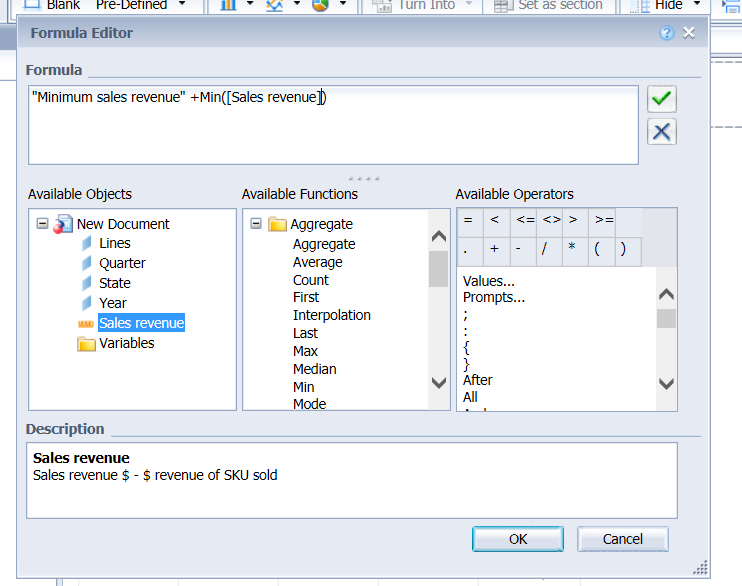 Blank Pre-Defined Turn Into Set as section Hide
Formula Editor
Formula
"Minimum sales revenue" +Min([Sales revenue])
Available Objects
New Document
Lines
Quarter
State
Year
Sales revenue
Variables
Available Functions
Aggregate
Aggregate
Average
Count
First
Interpolation
Last
Max
Median
Min
Mode
Available Operators
= < <= <> > >=
. + - / * ( )
Values...
Prompts...
;
:
{
}
After
All
Description
Sales revenue
Sales revenue $ - $ revenue of SKU sold
OK Cancel